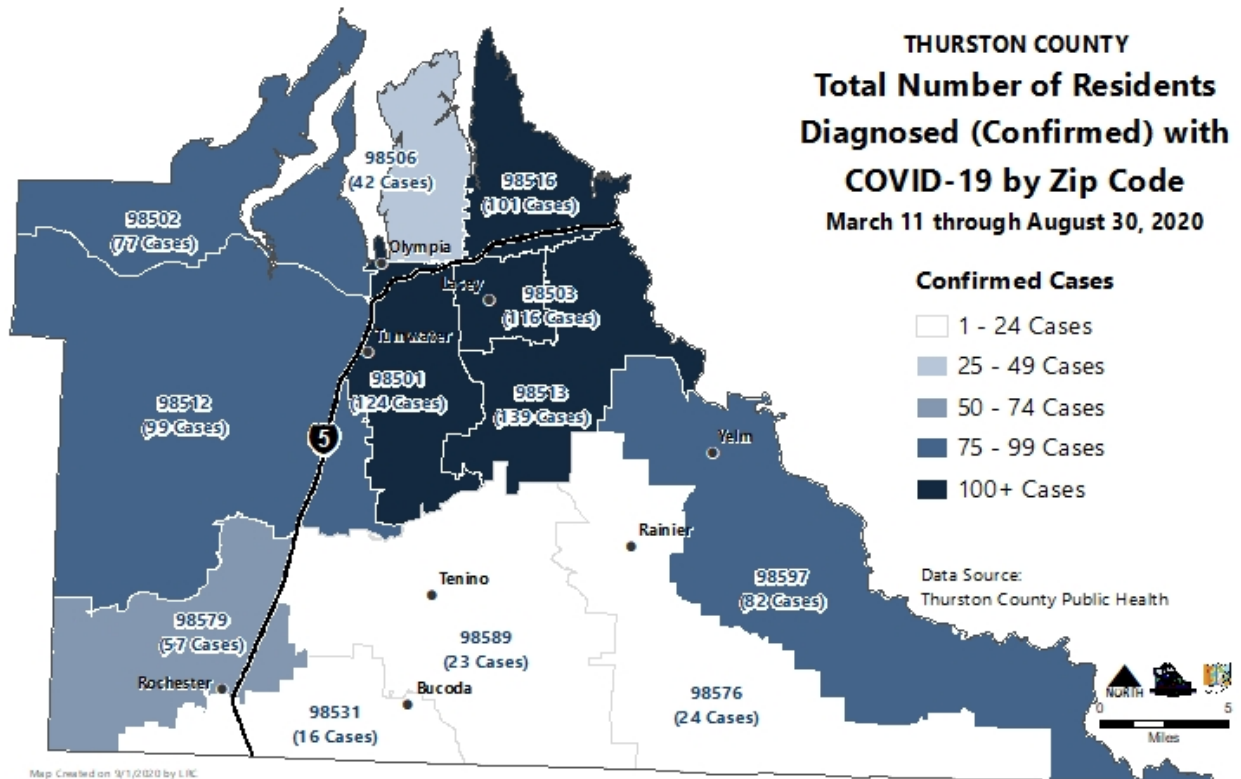 THURSTON COUNTY
Total Number of Residents
Diagnosed (Confirmed) with
COVID-19 by Zip Code
March 11 through August 30, 2020
Confirmed Cases
1 - 24 Cases
25 - 49 Cases
50 - 74 Cases
75 - 99 Cases
100+ Cases
Data Source:
Thurston County Public Health
98506
(42 Cases)
98516
(101 Cases)
98502
(77 Cases)
Olympia
Lacey
98503
(116 Cases)
Tumwater
98501
(124 Cases)
98513
(139 Cases)
98512
(99 Cases)
5
Yelm
Rainier
Tenino
98597
(82 Cases)
98579
(57 Cases)
98589
(23 Cases)
Rochester
Bucoda
98576
(24 Cases)
98531
(16 Cases)
NORTH
0 5
Miles
Map Created on 9/1/2020 by LRC